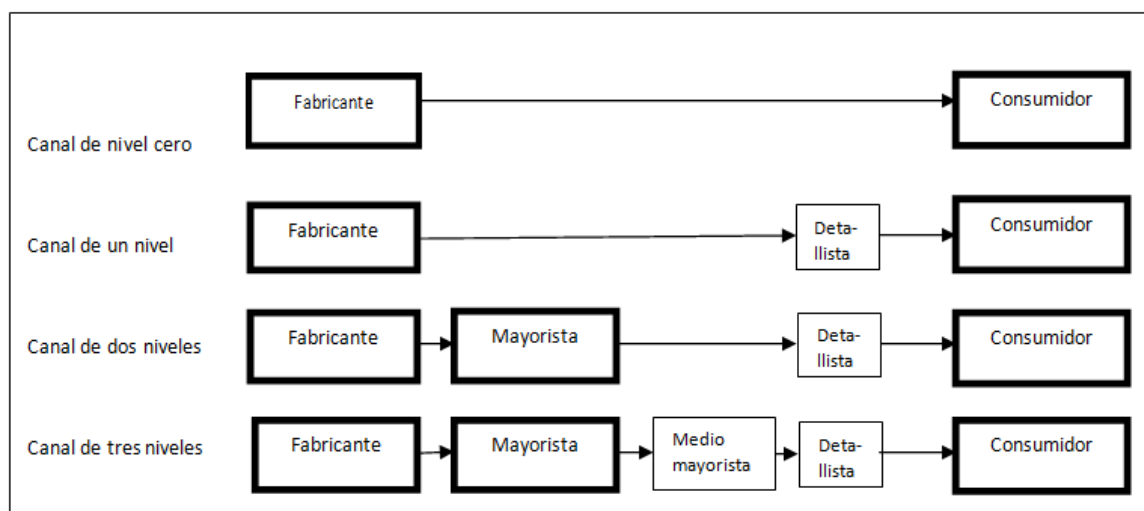 Fabricante
Consumidor
Canal de nivel cero
Canal de un nivel
Fabricante
Deta-
llista
Consumidor
Canal de dos niveles
Fabricante
Mayorista
Deta-
llista
Consumidor
Canal de tres niveles
Fabricante
Mayorista
Medio
mayorista
Deta-
llista
Consumidor